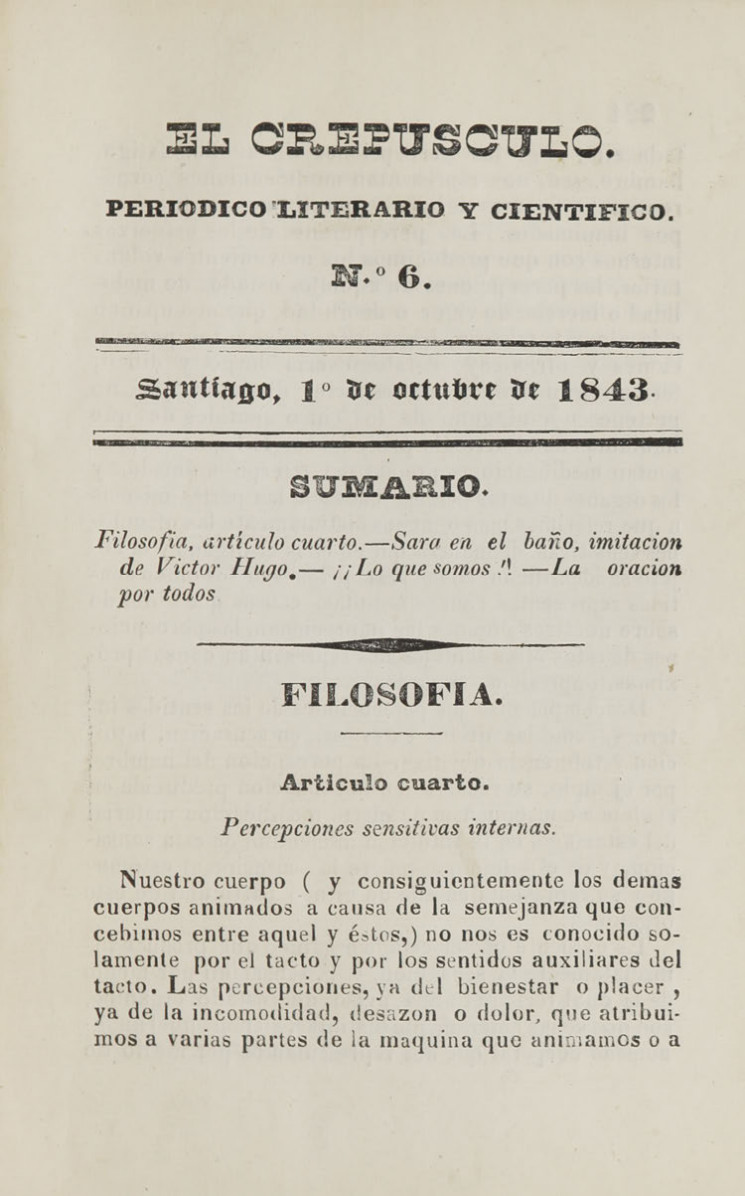 EL CREPUSCULO.
PERIODICO LITERARIO Y CIENTIFICO.
N.º 6.
Santiago, 1º de octubre de 1843.
SUMARIO.
Filosofia, artículo cuarto.—Sara en el baño, imitacion
de Victor Hugo.— ¡¡Lo que somos!! —La oracion
por todos
FILOSOFIA.
Articulo cuarto.
Percepciones sensitivas internas.
Nuestro cuerpo ( y consiguientemente los demas
cuerpos animados a causa de la semejanza que con-
cebimos entre aquel y éstos,) no nos es conocido so-
lamente por el tacto y por los sentidos auxiliares del
tacto. Las percepciones, ya del bienestar o placer ,
ya de la incomodidad, desazon o dolor, que atribui-
mos a varias partes de la maquina que animamos o a